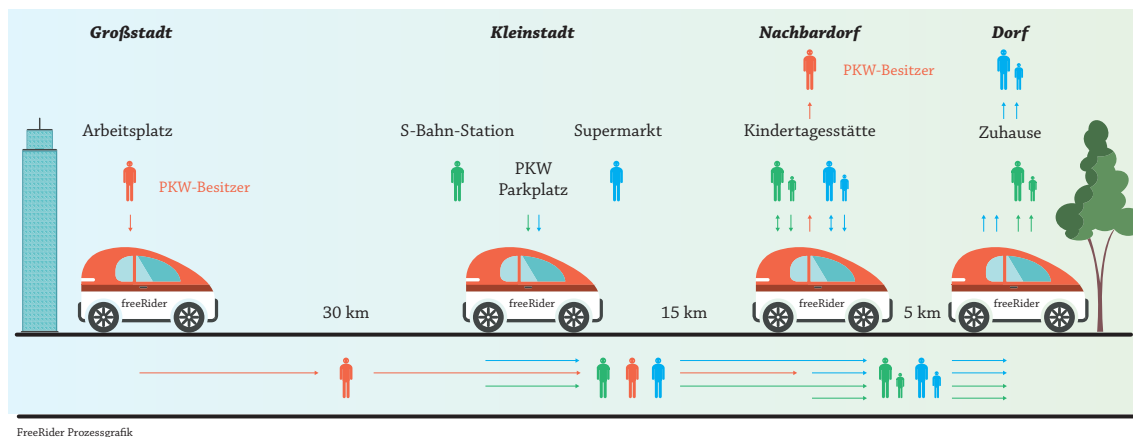 Großstadt
Kleinstadt
Nachbardorf
Dorf
PKW-Besitzer
Arbeitsplatz
S-Bahn-Station
Supermarkt
Kindertagesstätte
Zuhause
PKW-Besitzer
PKW
Parkplatz
freeRider
freeRider
freeRider
freeRider
30 km
15 km
5 km
FreeRider Prozessgrafik